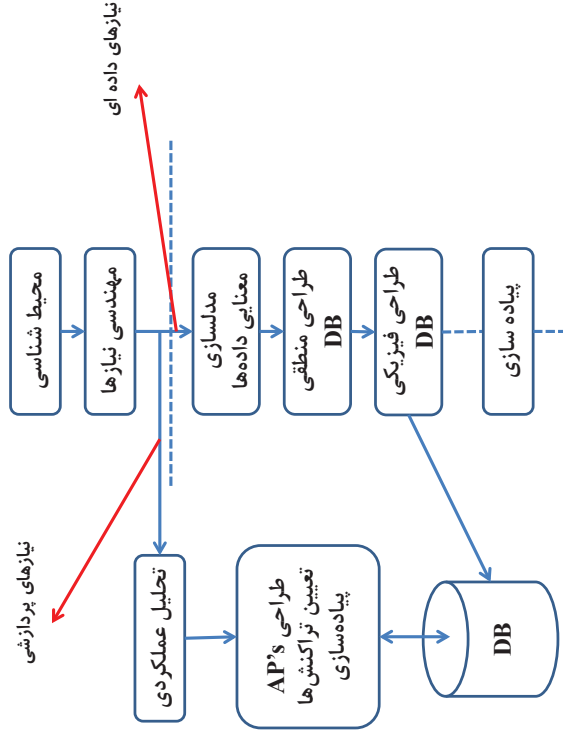 نیازهای داده ای
نیازهای پردازشی
محیط شناسی
مهندسی نیازها
مدلسازی
معنایی داده‌ها
طراحی منطقی
DB
طراحی فیزیکی
DB
پیاده سازی
تحلیل عملکردی
طراحی AP's
تعیین تراکنش‌ها
پیاده‌سازی
DB